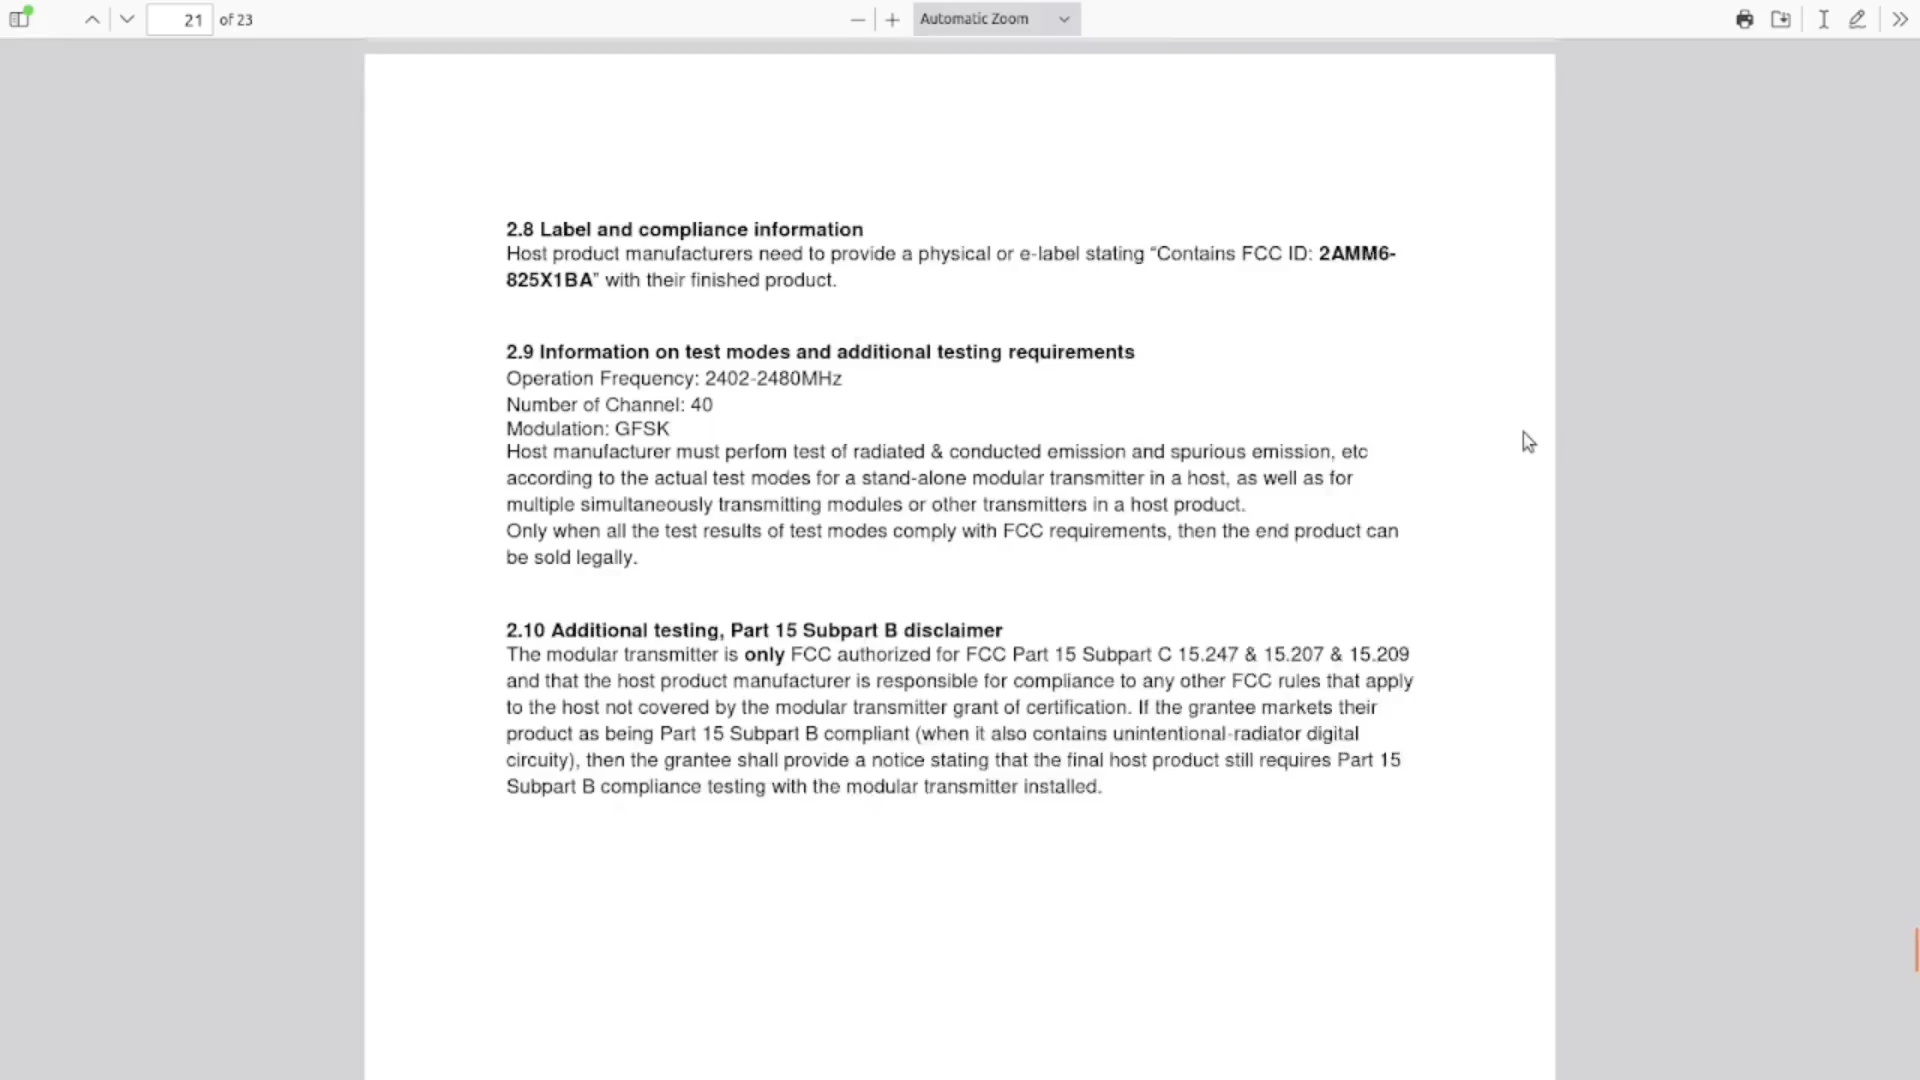 21 of 23
Automatic Zoom
2.8 Label and compliance information
Host product manufacturers need to provide a physical or e-label stating “Contains FCC ID: 2AMM6-
825X1BA” with their finished product.
2.9 Information on test modes and additional testing requirements
Operation Frequency: 2402-2480MHz
Number of Channel: 40
Modulation: GFSK
Host manufacturer must perfom test of radiated & conducted emission and spurious emission, etc
according to the actual test modes for a stand-alone modular transmitter in a host, as well as for
multiple simultaneously transmitting modules or other transmitters in a host product.
Only when all the test results of test modes comply with FCC requirements, then the end product can
be sold legally.
2.10 Additional testing, Part 15 Subpart B disclaimer
The modular transmitter is only FCC authorized for FCC Part 15 Subpart C 15.247 & 15.207 & 15.209
and that the host product manufacturer is responsible for compliance to any other FCC rules that apply
to the host not covered by the modular transmitter grant of certification. If the grantee markets their
product as being Part 15 Subpart B compliant (when it also contains unintentional-radiator digital
circuity), then the grantee shall provide a notice stating that the final host product still requires Part 15
Subpart B compliance testing with the modular transmitter installed.